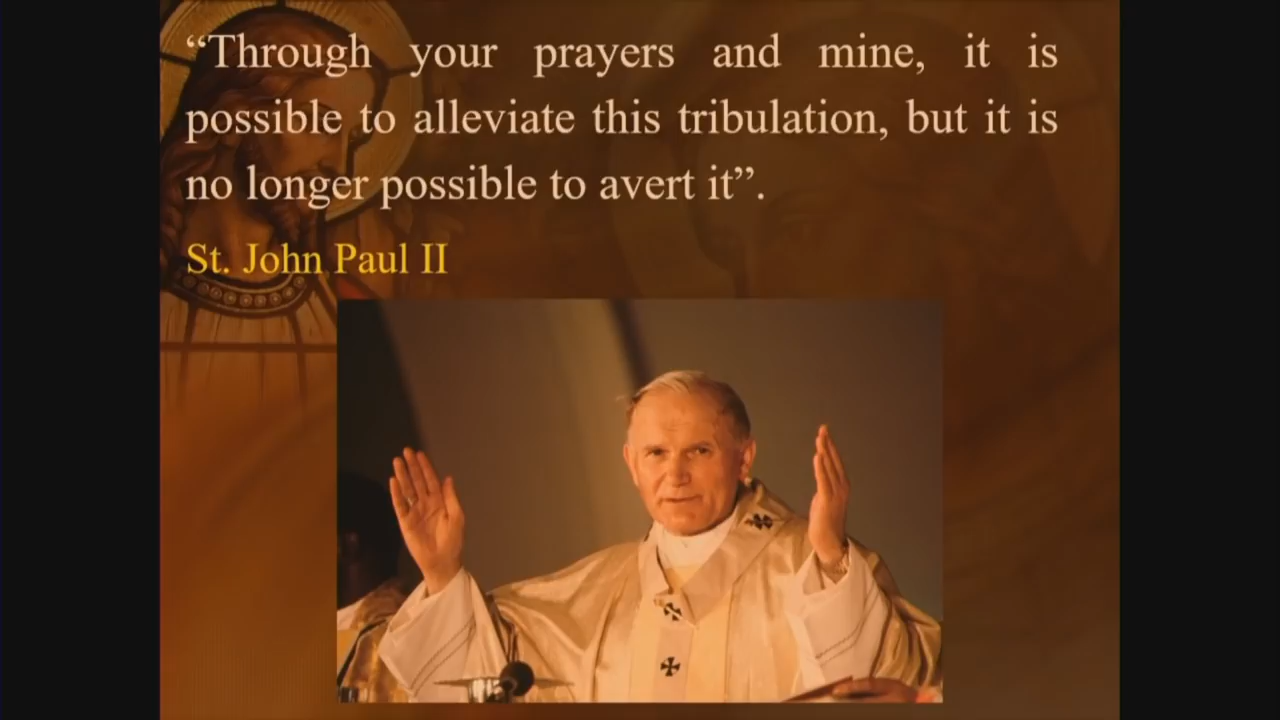 “Through your prayers and mine, it is
possible to alleviate this tribulation, but it is
no longer possible to avert it”.
St. John Paul II